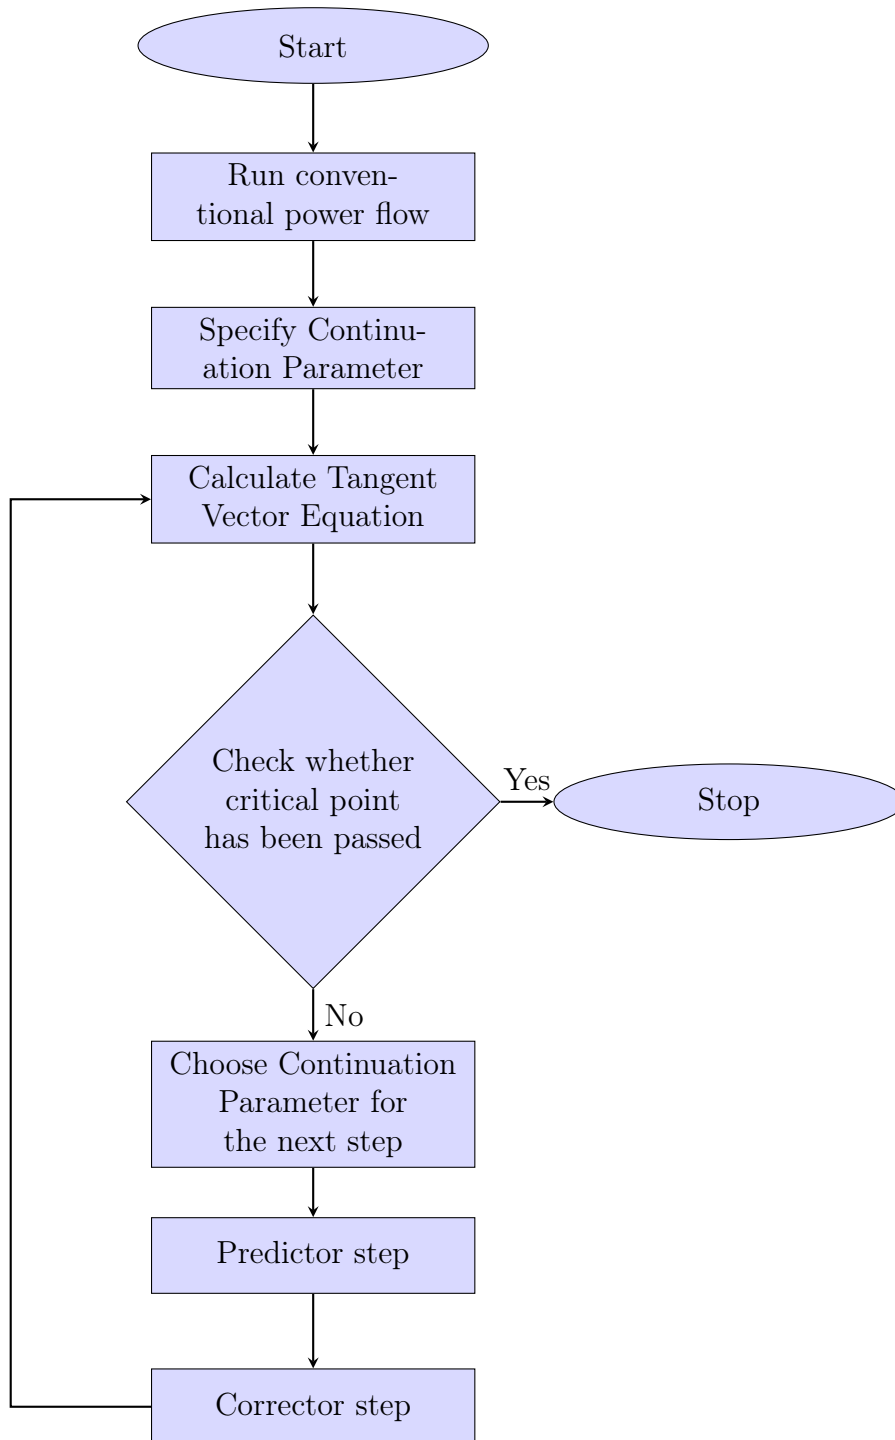 Start
Run conven-
tional power flow
Specify Continu-
ation Parameter
Calculate Tangent
Vector Equation
Check whether
critical point
has been passed
Yes
Stop
No
Choose Continuation
Parameter for
the next step
Predictor step
Corrector step